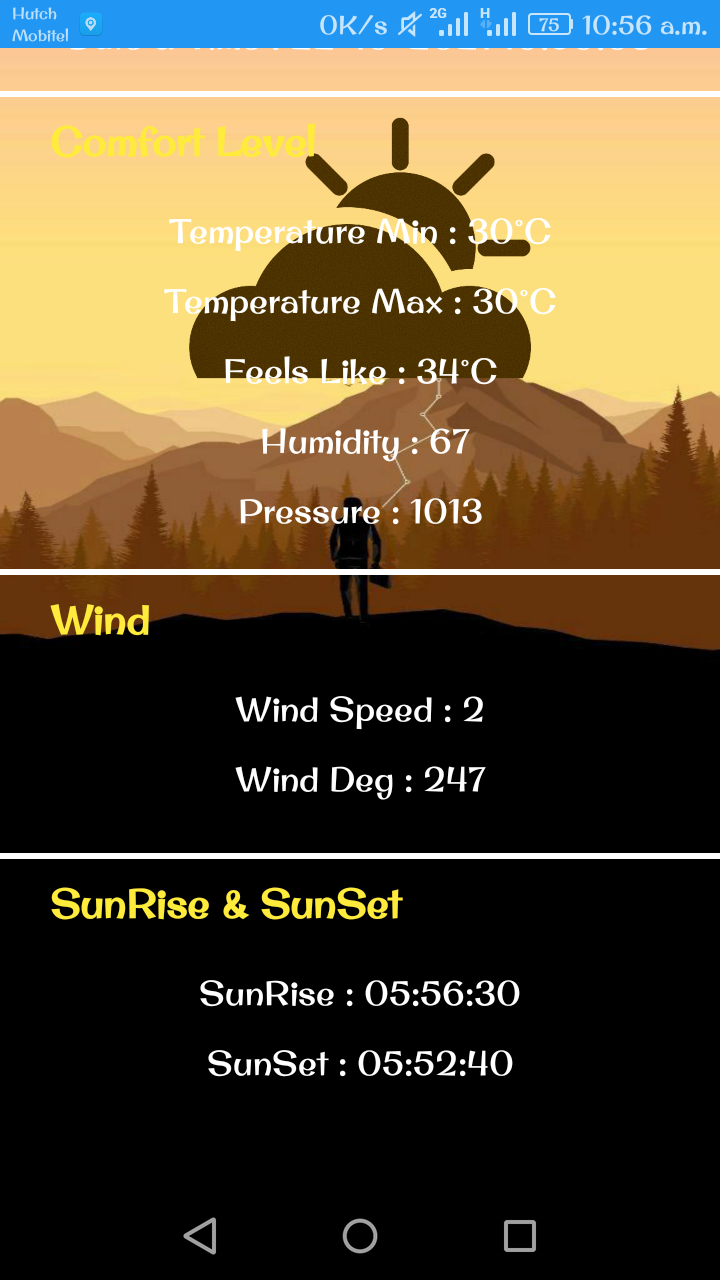 Hutch
Mobitel
0K/s 2G H 75 10:56 a.m.
Comfort Level
Temperature Min : 30°C
Temperature Max : 30°C
Feels Like : 34°C
Humidity : 67
Pressure : 1013
Wind
Wind Speed : 2
Wind Deg : 247
SunRise & SunSet
SunRise : 05:56:30
SunSet : 05:52:40